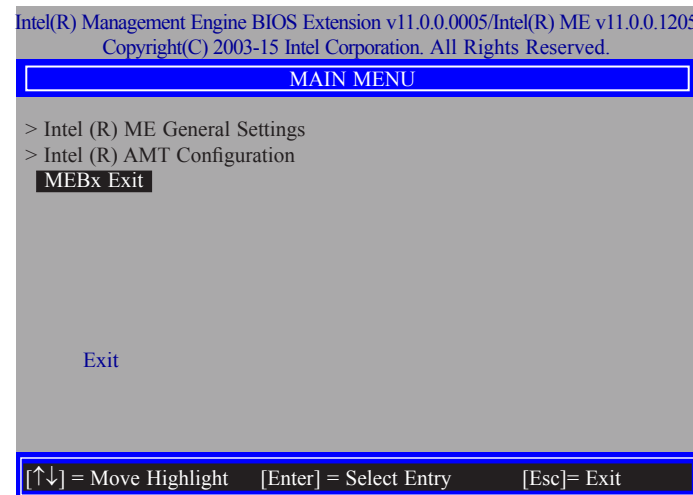 Intel(R) Management Engine BIOS Extension v11.0.0.0005/Intel(R) ME v11.0.0.1205
Copyright(C) 2003-15 Intel Corporation. All Rights Reserved.
MAIN MENU
> Intel (R) ME General Settings
> Intel (R) AMT Configuration
MEBx Exit
Exit
[↑↓] = Move Highlight [Enter] = Select Entry [Esc]= Exit